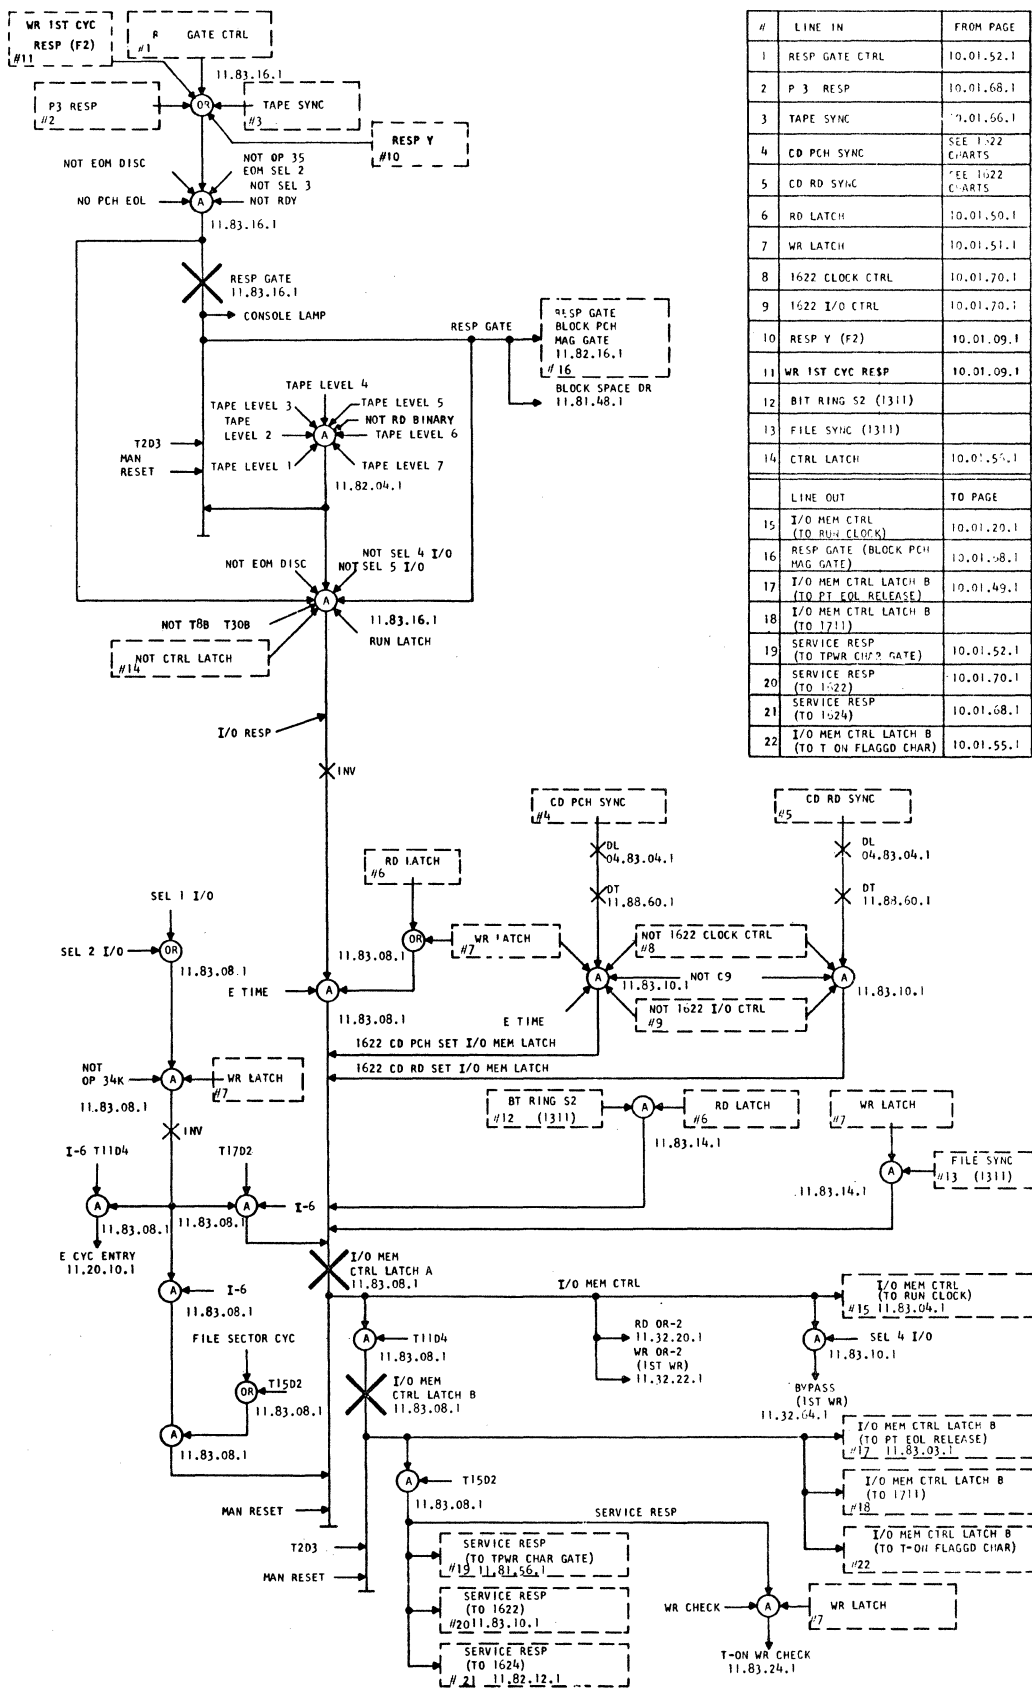 WR 1ST CYC
RESP (F2)
#11
GATE CTRL
#1
11.83.16.1
P3 RESP
#2
OR
TAPE SYNC
#3
RESP Y
#10
NOT EOM DISC
NOT OP 35
EOM SEL 2
NOT SEL 3
NO PCH EOL
A
NOT RDY
11.83.16.1
RESP GATE
11.83.16.1
CONSOLE LAMP
RESP GATE
RESP GATE
BLOCK PCH
MAG GATE
11.82.16.1
#16
BLOCK SPACE DR
11.81.48.1
TAPE LEVEL 4
TAPE LEVEL 3
TAPE LEVEL 5
NOT RD BINARY
TAPE
LEVEL 2
A
TAPE LEVEL 6
TAPE LEVEL 1
TAPE LEVEL 7
11.82.04.1
T2D3
MAN
RESET
NOT EOM DISC
NOT SEL 4 I/O
NOT SEL 5 I/O
A
NOT T8B T30B
11.83.16.1
RUN LATCH
NOT CTRL LATCH
#14
I/O RESP
INV
# LINE IN FROM PAGE
1 RESP GATE CTRL 10.01.52.1
2 P 3 RESP 10.01.68.1
3 TAPE SYNC .01.66.1
4 CD PCH SYNC SEE 1622 CHARTS
5 CD RD SYNC SEE 1622 CHARTS
6 RD LATCH 10.01.50.1
7 WR LATCH 10.01.51.1
8 1622 CLOCK CTRL 10.01.70.1
9 1622 I/O CTRL 10.01.70.1
10 RESP Y (F2) 10.01.09.1
11 WR 1ST CYC RESP 10.01.09.1
12 BIT RING S2 (1311)
13 FILE SYNC (1311)
14 CTRL LATCH
LINE OUT TO PAGE
15 I/O MEM CTRL (TO RUN CLOCK) 10.01.20.1
16 RESP GATE (BLOCK PCH MAG GATE) 10.01.68.1
17 I/O MEM CTRL LATCH B (TO PT EOL RELEASE) 10.01.49.1
18 I/O MEM CTRL LATCH B (TO 1711)
19 SERVICE RESP (TO TPWR CHAR GATE) 10.01.52.1
20 SERVICE RESP (TO 1622) 10.01.70.1
21 SERVICE RESP (TO 1624) 10.01.68.1
22 I/O MEM CTRL LATCH B (TO T ON FLAGGD CHAR) 10.01.55.1
CD PCH SYNC
#4
CD RD SYNC
#5
DL
04.83.04.1
DL
04.83.04.1
RD LATCH
#6
DT
11.88.60.1
DT
11.88.60.1
SEL 1 I/O
SEL 2 I/O
OR
11.83.08.1
OR
11.83.08.1
WR LATCH
#7
NOT 1622 CLOCK CTRL
#8
E TIME
A
11.83.08.1
A
11.83.10.1
NOT C9
A
11.83.10.1
E TIME
NOT 1622 I/O CTRL
#9
1622 CD PCH SET I/O MEM LATCH
1622 CD RD SET I/O MEM LATCH
NOT
OP 34K
A
WR LATCH
#7
11.83.08.1
BT RING S2
#12 (1311)
A
11.83.14.1
RD LATCH
#6
WR LATCH
#7
INV
A
11.83.14.1
FILE SYNC
#13 (1311)
I-6 T11D4
T17D2
A
11.83.08.1
11.83.08.1
A
I-6
E CYC ENTRY
11.20.10.1
A
I-6
11.83.08.1
I/O MEM
CTRL LATCH A
11.83.08.1
I/O MEM CTRL
I/O MEM CTRL
(TO RUN CLOCK)
#15 11.83.04.1
FILE SECTOR CYC
A
T11D4
11.83.08.1
RD OR-2
11.32.20.1
WR OR-2
(1ST WR)
11.32.22.1
A
SEL 4 I/O
11.83.10.1
OR
T15D2
11.83.08.1
I/O MEM
CTRL LATCH B
11.83.08.1
BYPASS
(1ST WR)
11.32.64.1
A
11.83.08.1
I/O MEM CTRL LATCH B
(TO PT EOL RELEASE)
#17 11.83.03.1
A
T15D2
11.83.08.1
I/O MEM CTRL LATCH B
(TO 1711)
#18
MAN RESET
SERVICE RESP
T2D3
SERVICE RESP
(TO TPWR CHAR GATE)
#19 11.81.56.1
I/O MEM CTRL LATCH B
(TO T-ON FLAGGD CHAR)
#22
MAN RESET
SERVICE RESP
(TO 1622)
#20 11.83.10.1
WR CHECK
A
WR LATCH
#7
SERVICE RESP
(TO 1624)
# 21 11.82.12.1
T-ON WR CHECK
11.83.24.1